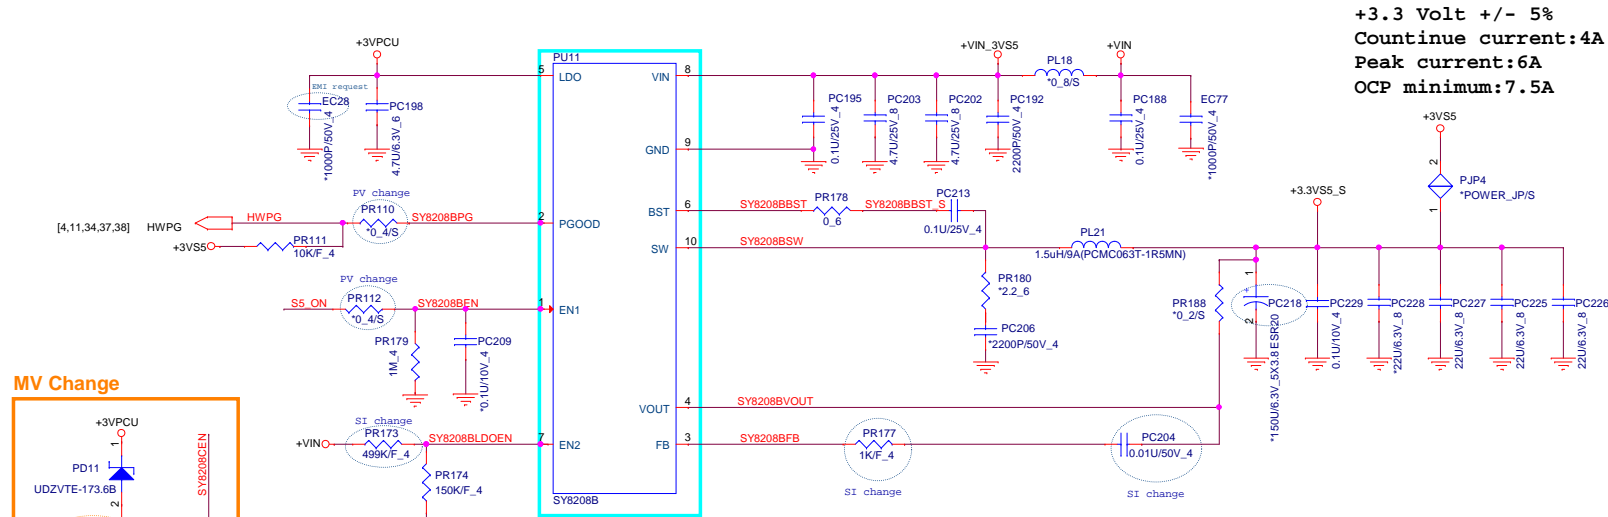 +3.3 Volt +/- 5%
Countinue current:4A
Peak current:6A
OCP minimum:7.5A
+3VPCU
PU11
+VIN_3VS5
+VIN
PL18
*0_8/S
5
LDO
VIN
8
EMI request
EC28
*1000P/50V_4
PC198
4.7U/6.3V_6
PC195
0.1U/25V_4
PC203
4.7U/25V_8
PC202
4.7U/25V_8
PC192
2200P/50V_4
PC188
0.1U/25V_4
EC77
*1000P/50V_4
GND
9
+3VS5
2
PJP4
*POWER_JP/S
1
PV change
PR110
*0_4/S
[4,11,34,37,38]
HWPG
HWPG
SY8208BPG
2
PGOOD
+3VS5
PR111
10K/F_4
BST
6
SY8208BBST
PR178
0_6
SY8208BBST_S
PC213
0.1U/25V_4
+3.3VS5_S
SW
10
SY8208BSW
PL21
1.5uH/9A(PCMC063T-1R5MN)
PV change
S5_ON
PR112
*0_4/S
SY8208BEN
1
EN1
PR179
1M_4
PC209
*0.1U/10V_4
PR180
*2.2_6
PC206
*2200P/50V_4
PR188
*0_2/S
1
+
2
PC218
*150U/6.3V_5X3.8 ESR20
PC229
0.1U/10V_4
PC228
*22U/6.3V_8
PC227
22U/6.3V_8
PC225
22U/6.3V_8
PC226
22U/6.3V_8
VOUT
4
SY8208BVOUT
SI change
+VIN
PR173
499K/F_4
SY8208BLDOEN
7
EN2
PR174
150K/F_4
FB
3
SY8208BFB
PR177
1K/F_4
SI change
PC204
0.01U/50V_4
SI change
SY8208B
MV Change
+3VPCU
1
PD11
UDZVTE-173.6B
2
SY8208CEN